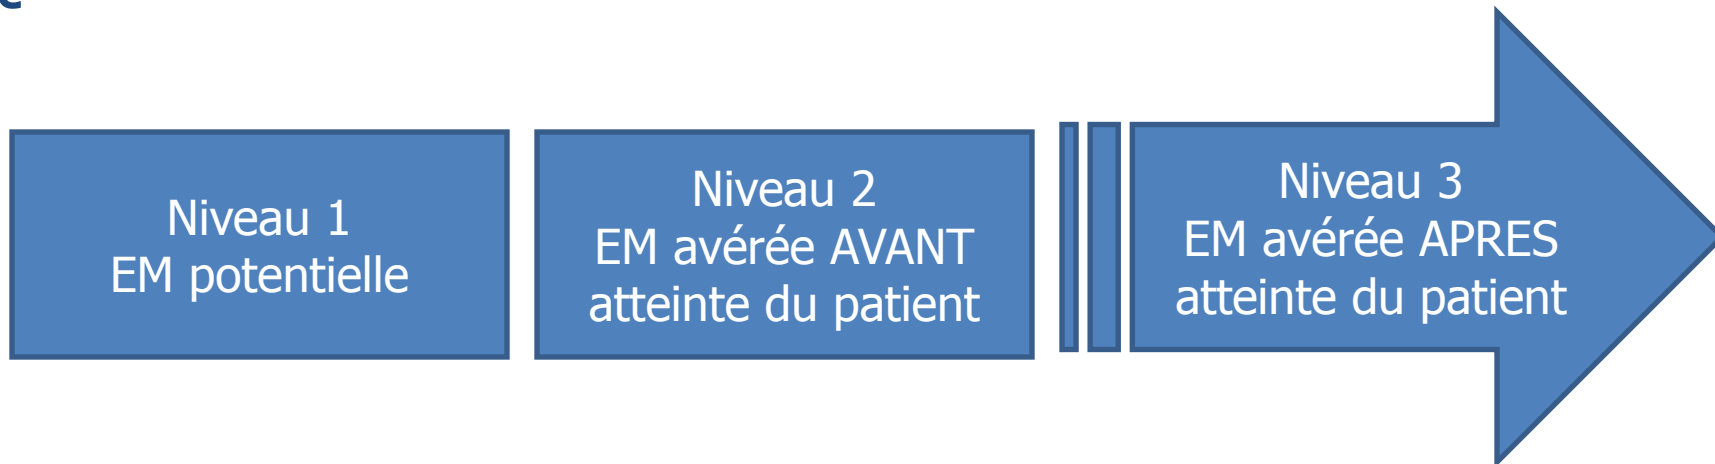 Niveau 1
EM potentielle
Niveau 2
EM avérée AVANT
atteinte du patient
Niveau 3
EM avérée APRES
atteinte du patient